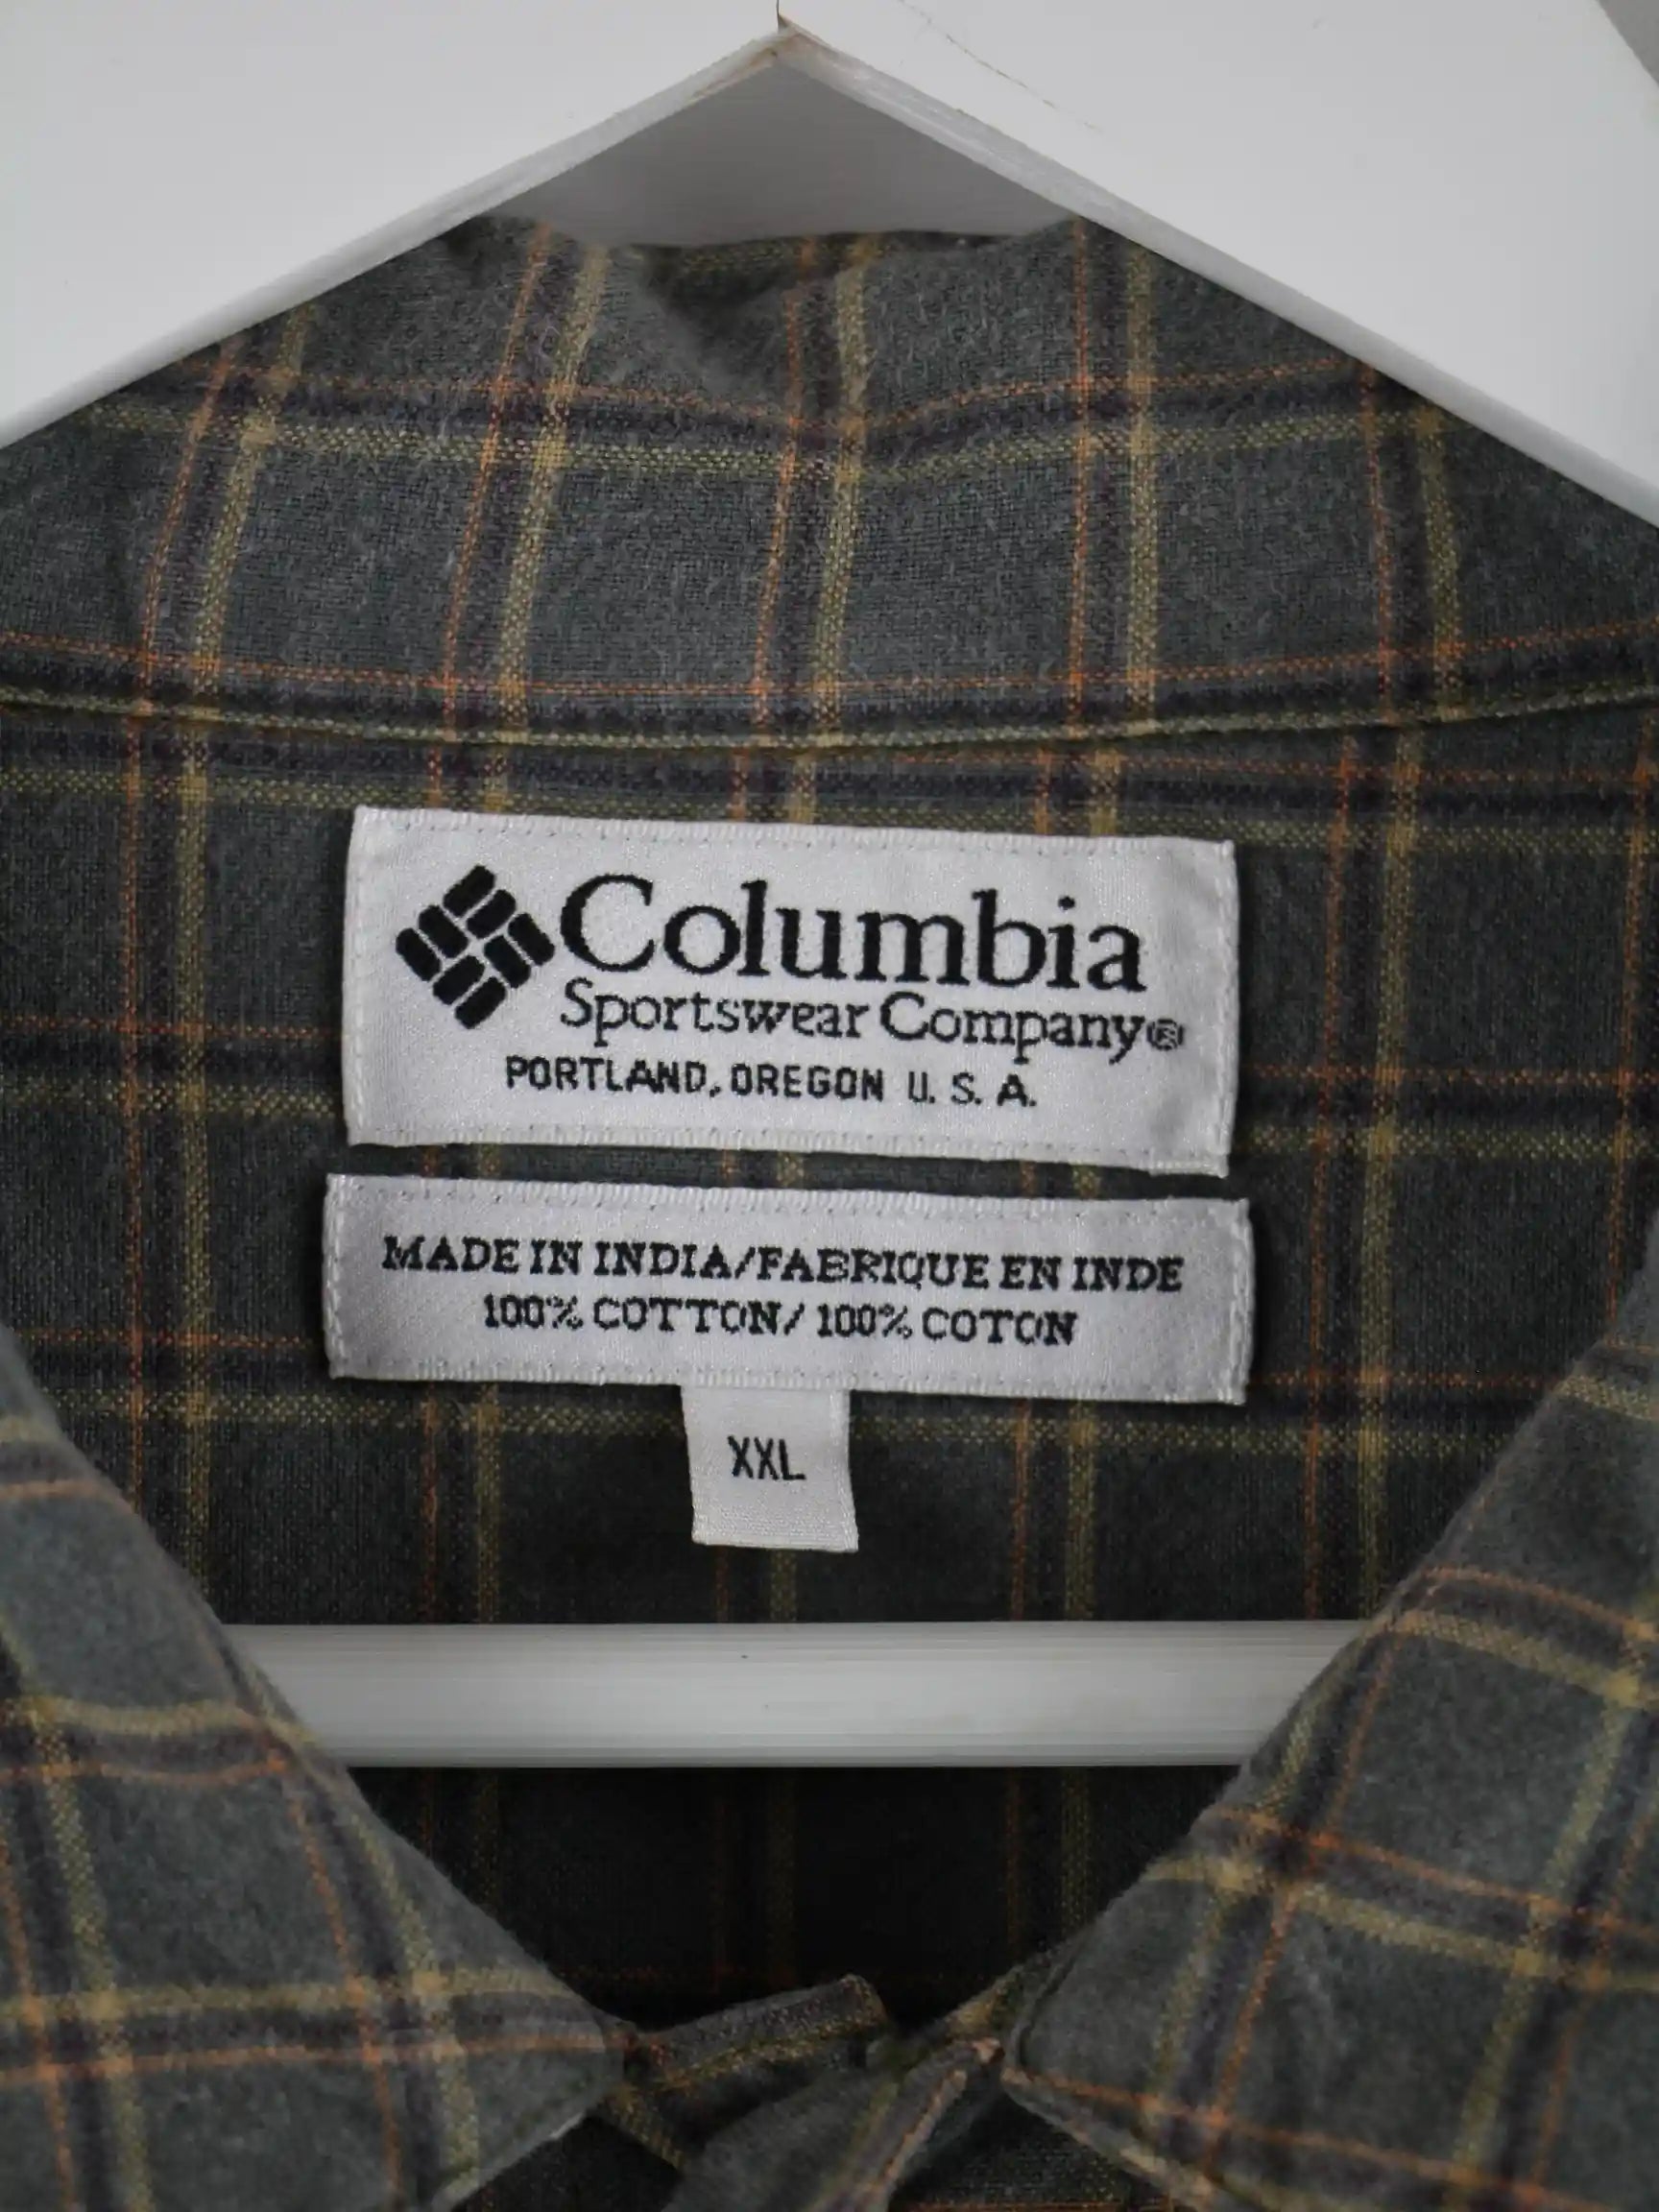 Columbia
Sportswear Company®
PORTLAND, OREGON U.S.A.
MADE IN INDIA/FABRIQUE EN INDE
100% COTTON/100% COTON
XXL